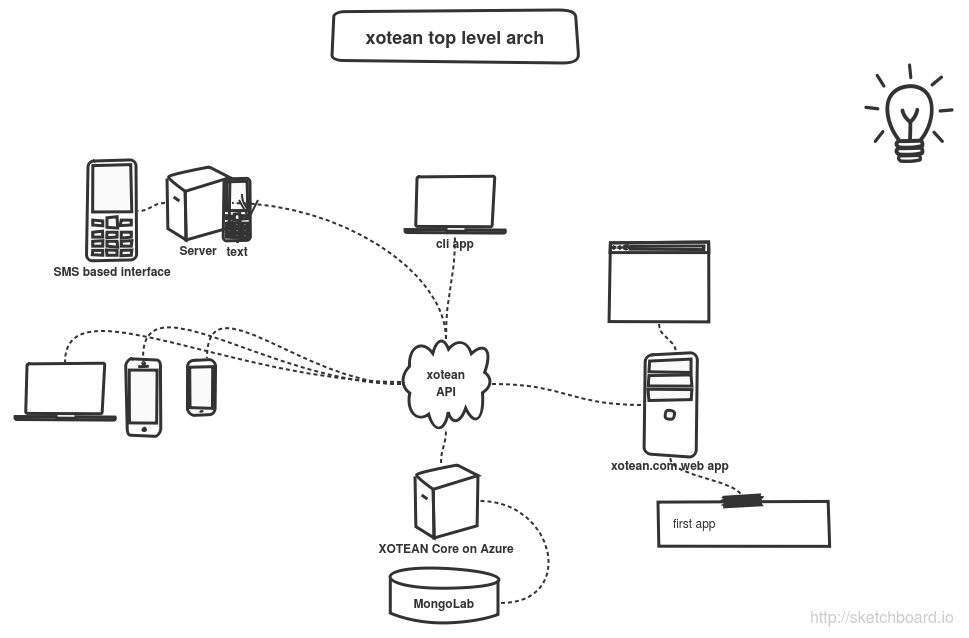 xotean top level arch
cli app
Server
text
SMS based interface
xotean
API
xotean.com web app
first app
XOTEAN Core on Azure
MongoLab
http://sketchboard.io